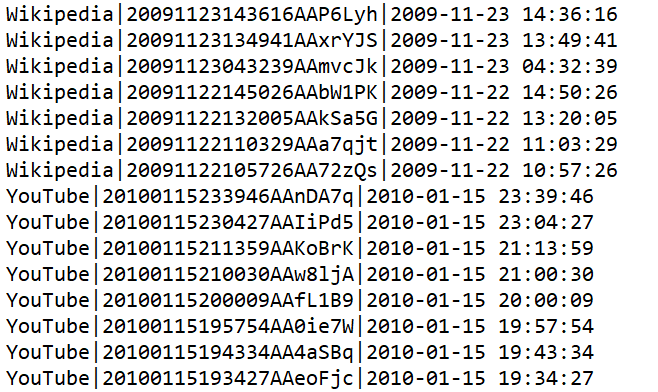 Wikipedia|20091123143616AAP6Lyh|2009-11-23 14:36:16
Wikipedia|20091123134941AAxrYJS|2009-11-23 13:49:41
Wikipedia|20091123043239AAmvcJk|2009-11-23 04:32:39
Wikipedia|20091122145026AAbW1PK|2009-11-22 14:50:26
Wikipedia|20091122132005AAkSa5G|2009-11-22 13:20:05
Wikipedia|20091122110329AAa7qjt|2009-11-22 11:03:29
Wikipedia|20091122105726AA72zQs|2009-11-22 10:57:26
YouTube|20100115233946AAnDA7q|2010-01-15 23:39:46
YouTube|20100115230427AAIiPd5|2010-01-15 23:04:27
YouTube|20100115211359AAKoBrK|2010-01-15 21:13:59
YouTube|20100115210030AAw8ljA|2010-01-15 21:00:30
YouTube|20100115200009AAfL1B9|2010-01-15 20:00:09
YouTube|20100115195754AA0ie7W|2010-01-15 19:57:54
YouTube|20100115194334AA4aSBq|2010-01-15 19:43:34
YouTube|20100115193427AAeoFjc|2010-01-15 19:34:27